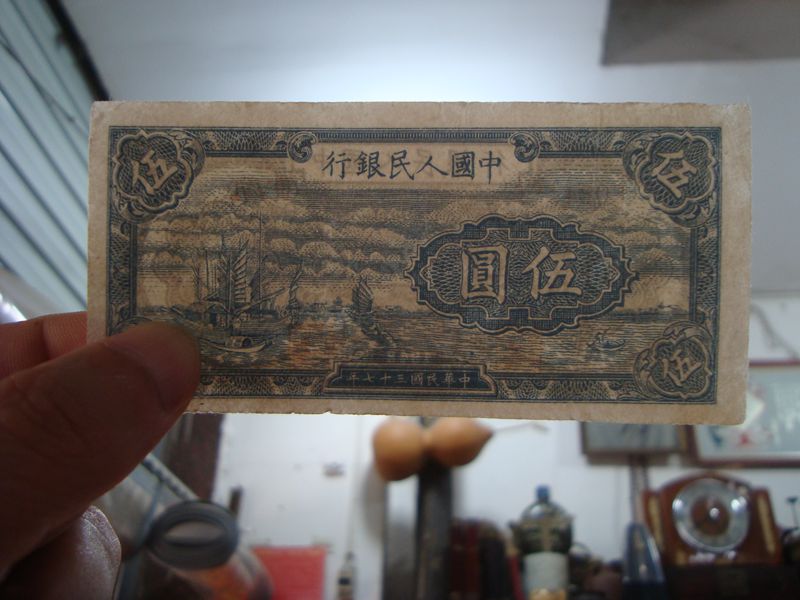 中國人民銀行
伍
伍
伍圓
伍
中華民國三十七年